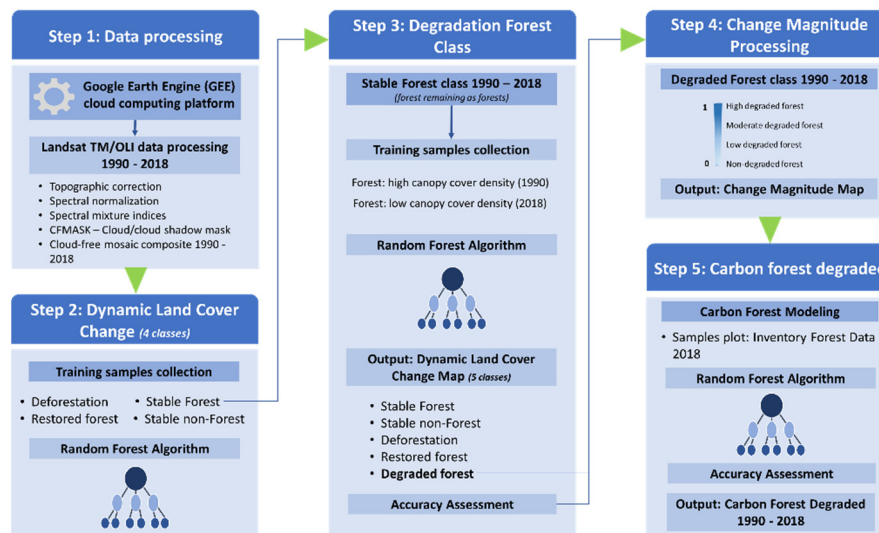 Step 1: Data processing
Google Earth Engine (GEE)
cloud computing platform
Landsat TM/OLI data processing
1990 - 2018
• Topographic correction
• Spectral normalization
• Spectral mixture indices
• CFMASK – Cloud/cloud shadow mask
• Cloud-free mosaic composite 1990 -
2018
Step 2: Dynamic Land Cover
Change (4 classes)
Training samples collection
• Deforestation • Stable Forest
• Restored forest • Stable non-Forest
Random Forest Algorithm
Step 3: Degradation Forest
Class
Stable Forest class 1990 – 2018
(forest remaining as forests)
Training samples collection
Forest: high canopy cover density (1990)
Forest: low canopy cover density (2018)
Random Forest Algorithm
Output: Dynamic Land Cover
Change Map (5 classes)
• Stable Forest
• Stable non-Forest
• Deforestation
• Restored forest
• Degraded forest
Accuracy Assessment
Step 4: Change Magnitude
Processing
Degraded Forest class 1990 - 2018
1 High degraded forest
Moderate degraded forest
Low degraded forest
0 Non-degraded forest
Output: Change Magnitude Map
Step 5: Carbon forest degraded
Carbon Forest Modeling
• Samples plot: Inventory Forest Data
2018
Random Forest Algorithm
Accuracy Assessment
Output: Carbon Forest Degraded
1990 - 2018